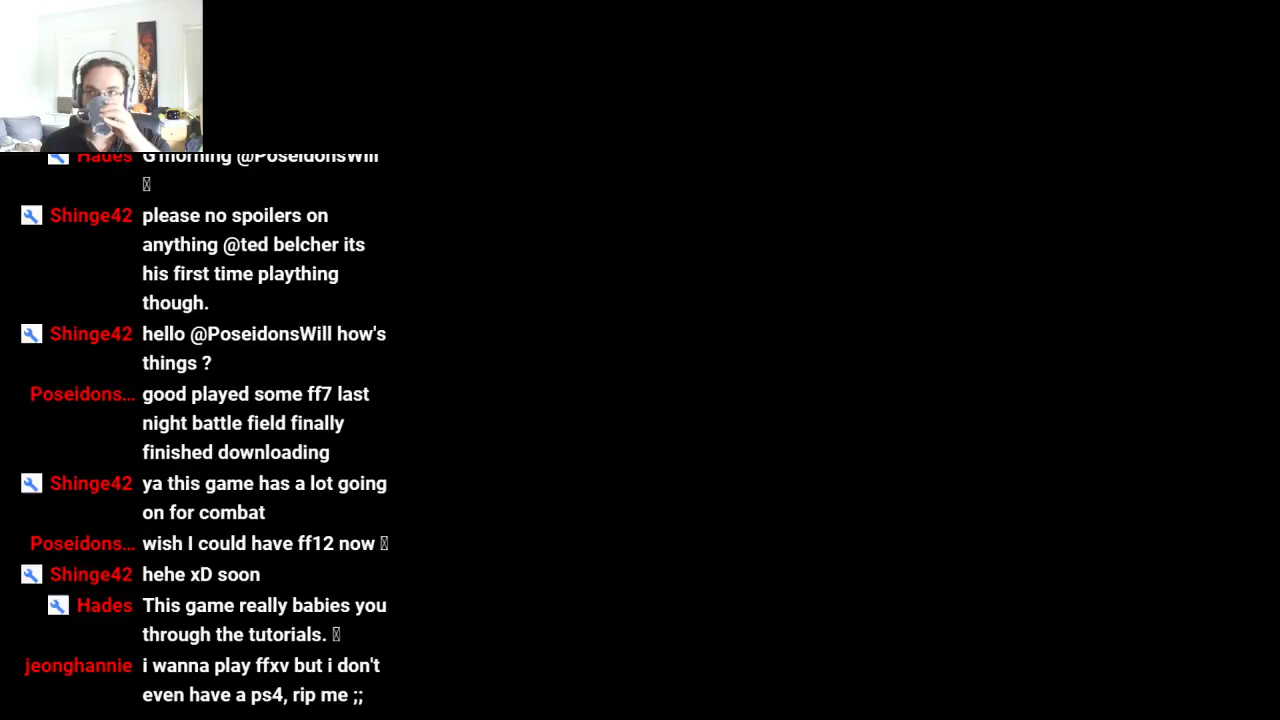 Hades G'morning @PoseidonsWill
Shinge42 please no spoilers on
anything @ted belcher its
his first time plaything
though.
Shinge42 hello @PoseidonsWill how's
things ?
Poseidons... good played some ff7 last
night battle field finally
finished downloading
Shinge42 ya this game has a lot going
on for combat
Poseidons... wish I could have ff12 now
Shinge42 hehe xD soon
Hades This game really babies you
through the tutorials.
jeonghannie i wanna play ffxv but i don't
even have a ps4, rip me ;;